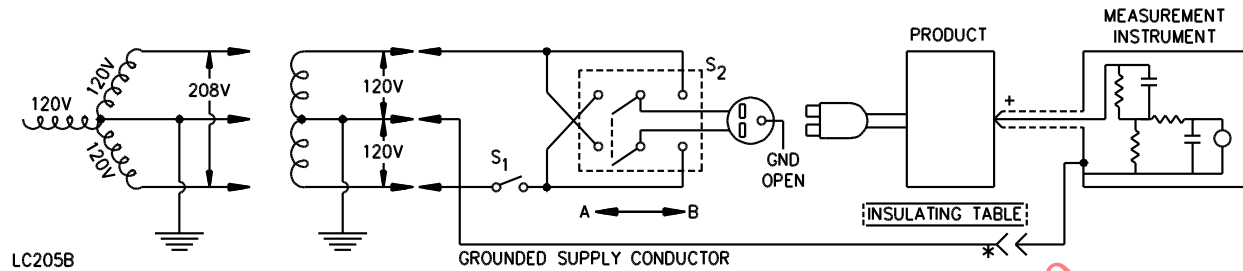 120V
120V
120V
208V
120V
120V
S1
S2
A
B
GND
OPEN
PRODUCT
INSULATING TABLE
MEASUREMENT
INSTRUMENT
+
*
GROUNDED SUPPLY CONDUCTOR
LC205B